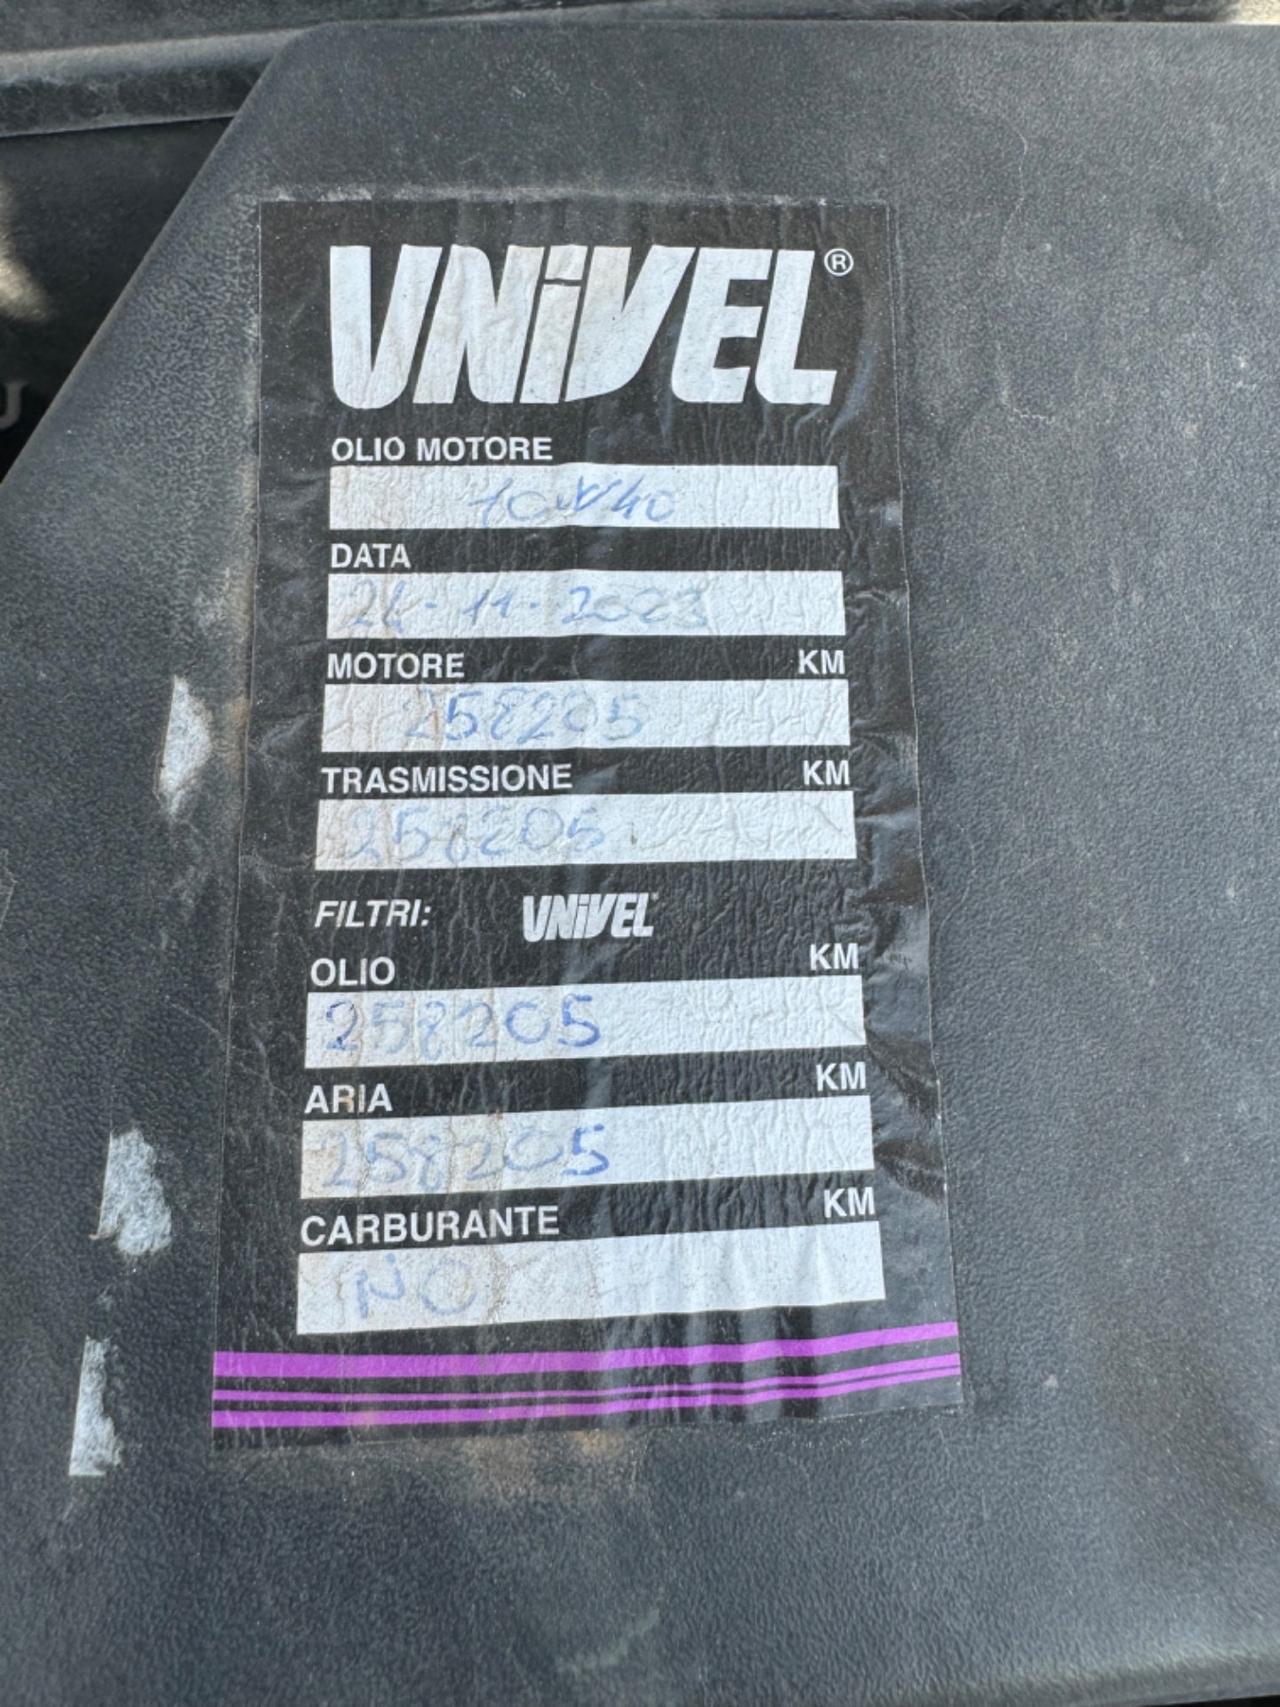 UNiVEL®
OLIO MOTORE
10W40
DATA
24-11-2023
MOTORE KM
258205
TRASMISSIONE KM
258205
FILTRI: UNiVEL
OLIO KM
258205
ARIA KM
258205
CARBURANTE KM
NO